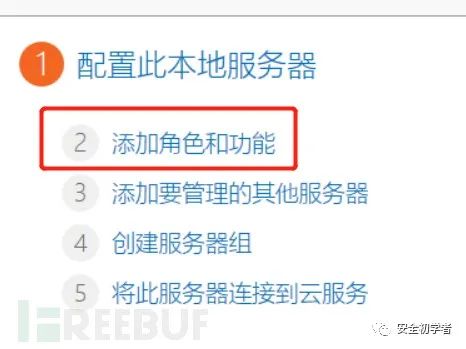 1 配置此本地服务器
2 添加角色和功能
3 添加要管理的其他服务器
4 创建服务器组
5 将此服务器连接到云服务
FREEBUF
安全初学者